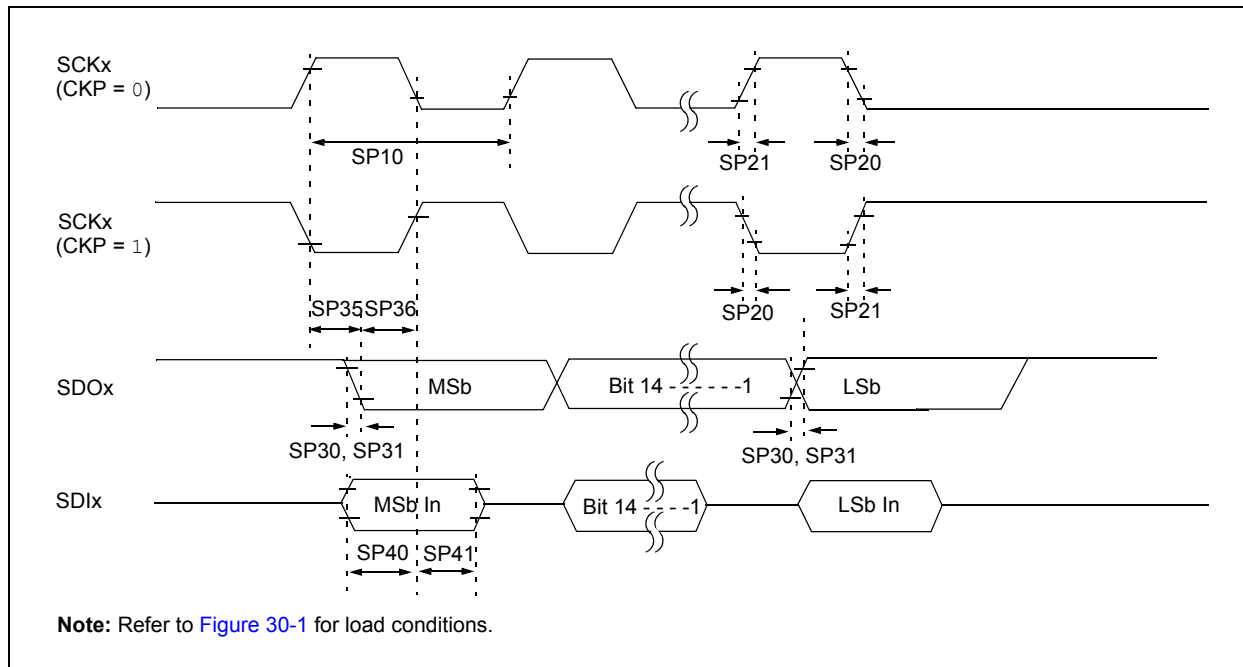 SCKx
(CKP = 0)
SP10
SP21
SP20
SCKx
(CKP = 1)
SP35
SP36
SP20
SP21
SDOx
MSb
Bit 14 - - - - - -1
LSb
SP30, SP31
SP30, SP31
SDIx
MSb In
Bit 14 - - - -1
LSb In
SP40
SP41
Note: Refer to Figure 30-1 for load conditions.